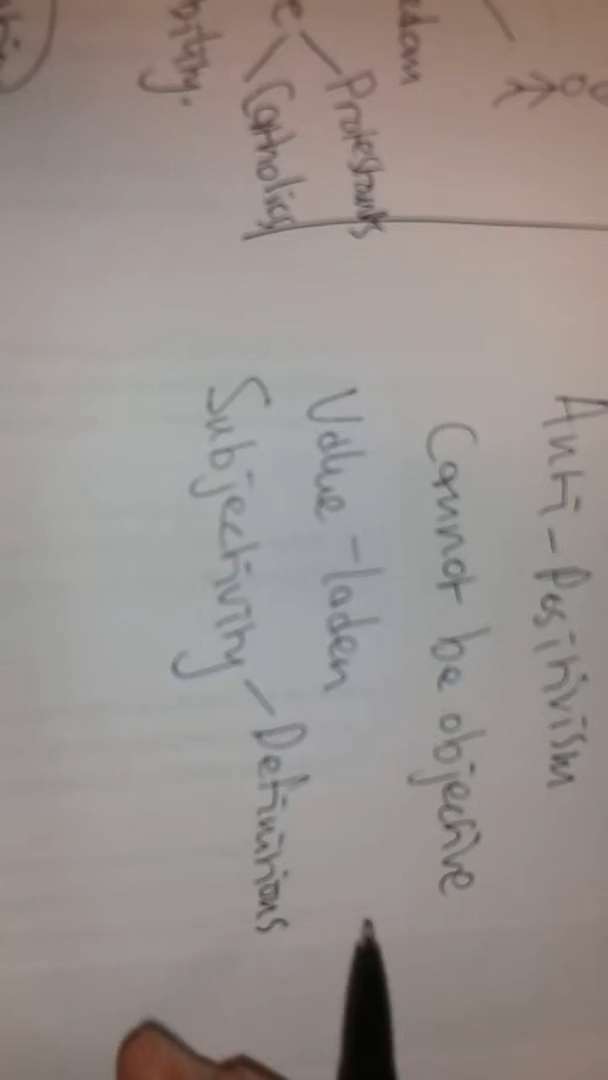 Protestants
Catholics
Anti-Positivism
Cannot be objective
Value-laden
Subjectivity - Definitions